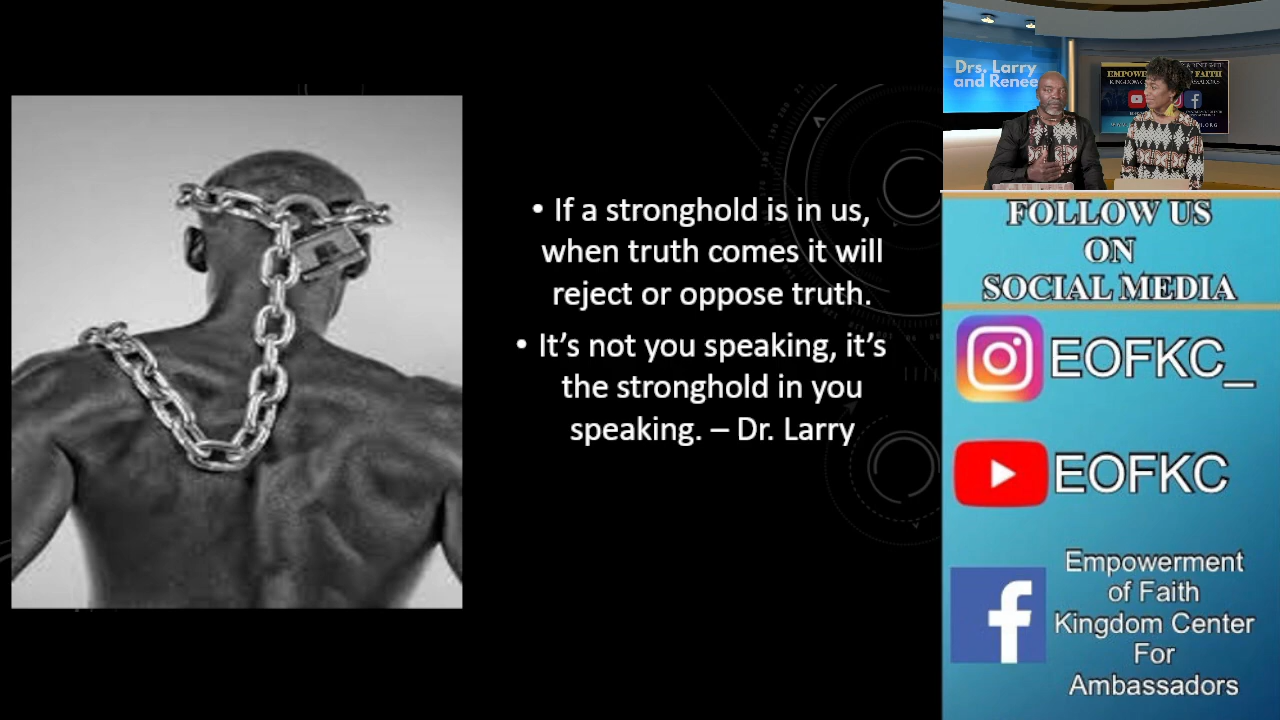 • If a stronghold is in us,
when truth comes it will
reject or oppose truth.
• It’s not you speaking, it’s
the stronghold in you
speaking. – Dr. Larry
Drs. Larry
and Renee
FOLLOW US
ON
SOCIAL MEDIA
EOFKC_
EOFKC
Empowerment
of Faith
Kingdom Center
For
Ambassadors